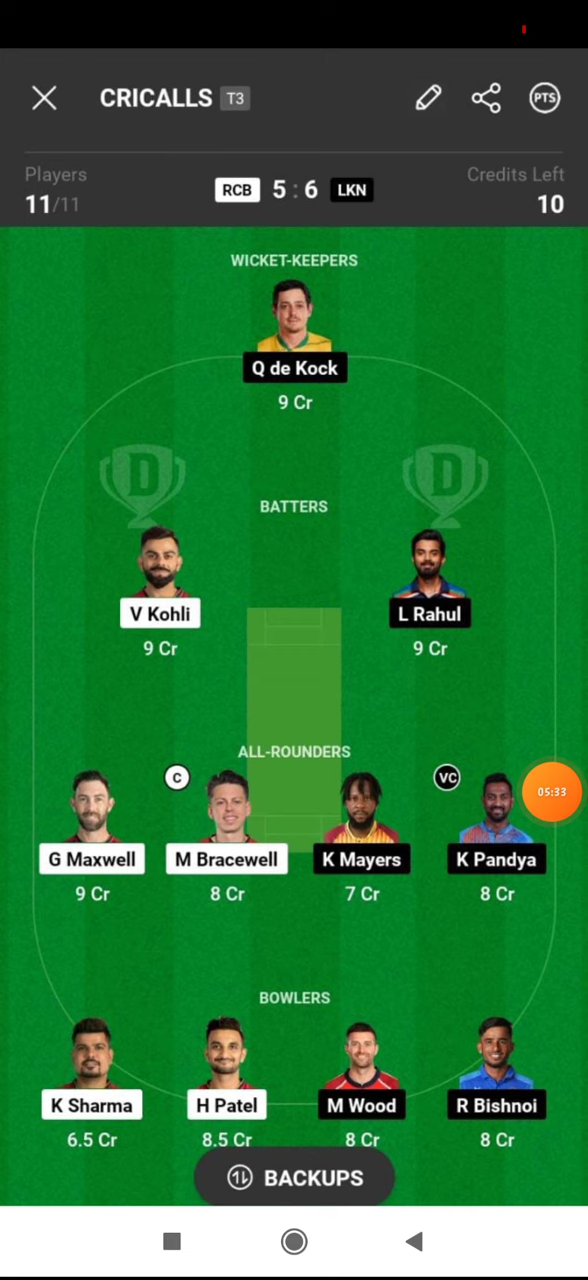 CRICALLS T3
PTS
Players
Credits Left
11/11
RCB 5 : 6 LKN
10
WICKET-KEEPERS
Q de Kock
9 Cr
D D
BATTERS
V Kohli L Rahul
9 Cr 9 Cr
ALL-ROUNDERS
C VC
05:33
G Maxwell M Bracewell K Mayers K Pandya
9 Cr 8 Cr 7 Cr 8 Cr
BOWLERS
K Sharma H Patel M Wood R Bishnoi
6.5 Cr 8.5 Cr 8 Cr 8 Cr
BACKUPS